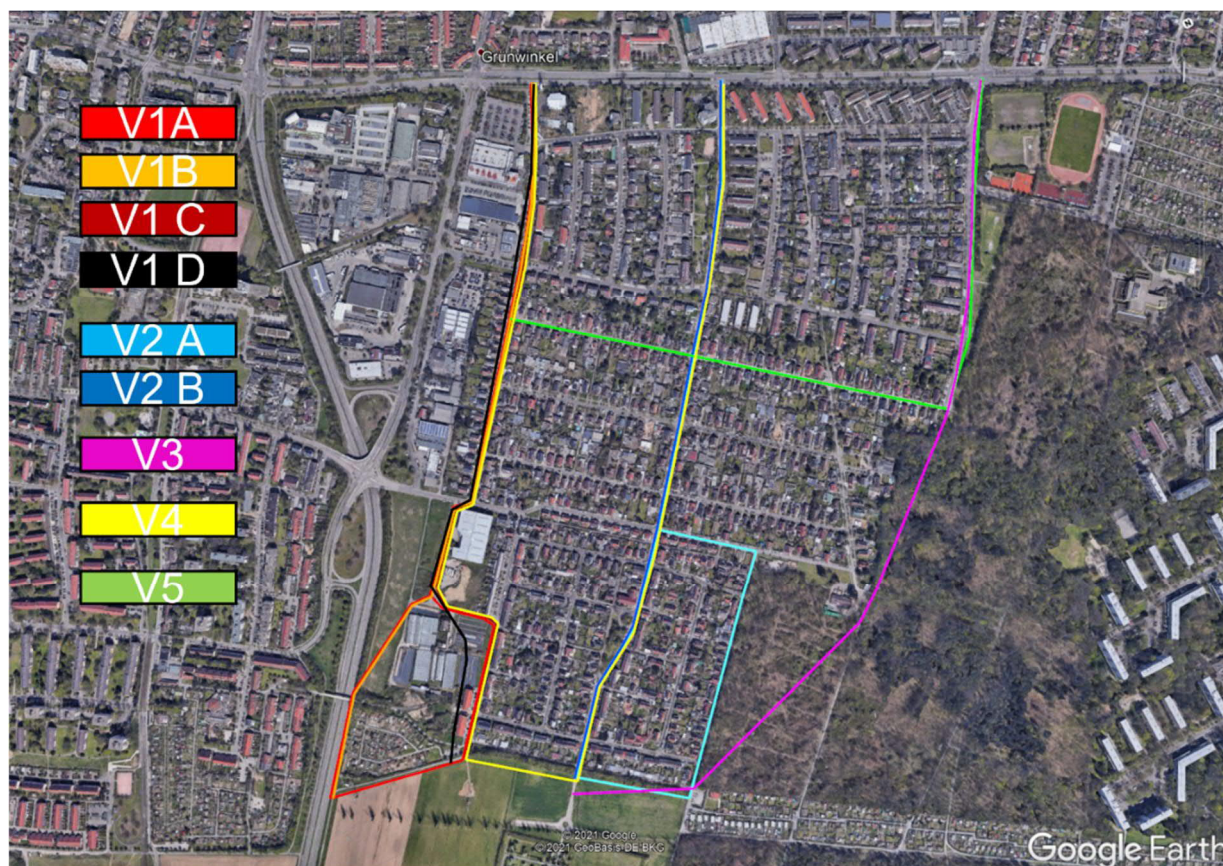 Grünwinkel
V1A
V1B
V1 C
V1 D
V2 A
V2 B
V3
V4
V5
© 2021 Google
© 2021 GeoBasis-DE/BKG
Google Earth